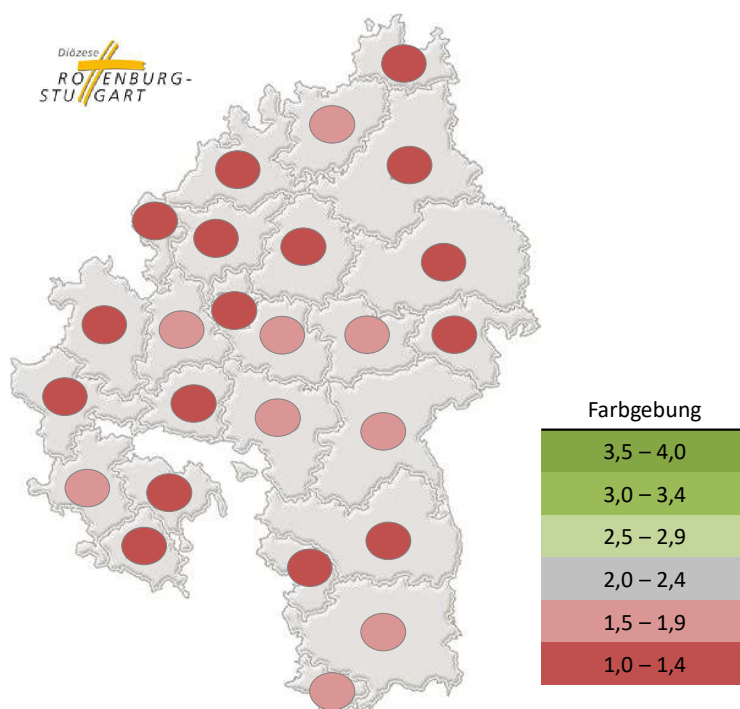 Diözese
ROTTENBURG-
STUTTGART
Farbgebung
3,5 – 4,0
3,0 – 3,4
2,5 – 2,9
2,0 – 2,4
1,5 – 1,9
1,0 – 1,4